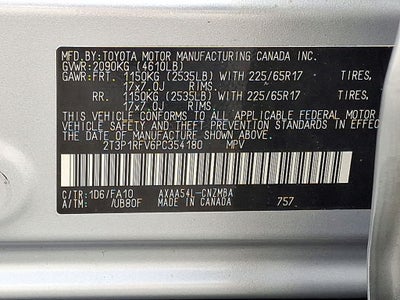 MFD.BY:TOYOTA MOTOR MANUFACTURING CANADA INC.
GVWR:2090KG (4610LB)
GAWR:FRT. 1150KG (2535LB) WITH 225/65R17 TIRES,
17x7.0J RIMS.
RR. 1150KG (2535LB) WITH 225/65R17 TIRES,
17x7.0J RIMS.
THIS VEHICLE CONFORMS TO ALL APPLICABLE FEDERAL MOTOR
VEHICLE SAFETY AND THEFT PREVENTION STANDARDS IN EFFEC
ON THE DATE OF MANUFACTURE SHOWN ABOVE.
2T3P1RFV6PC354180 MPV
C/TR:1D6/FA10 AXAA54L-CNZMBA
A/TM: /UB80F MADE IN CANADA 757